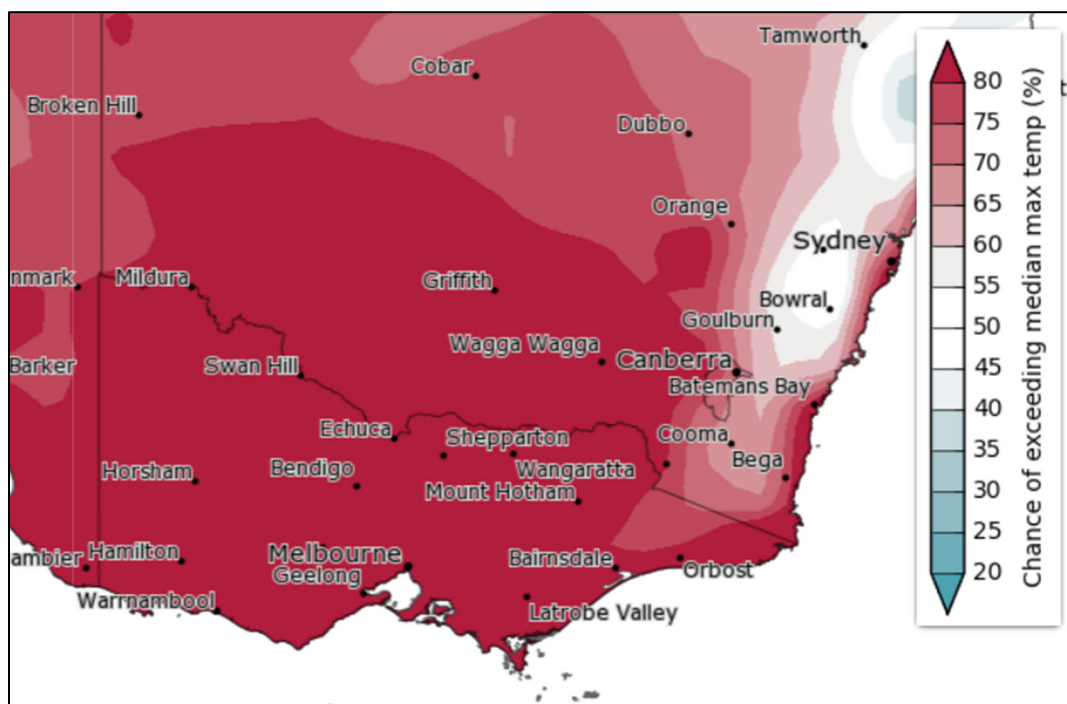 Tamworth
Cobar
Broken Hill
Dubbo
Orange
Sydney
nmark
Mildura
Griffith
Bowral
Goulburn
Wagga Wagga
Canberra
Barker
Swan Hill
Batemans Bay
Echuca
Shepparton
Cooma
Horsham
Bendigo
Wangaratta
Bega
Mount Hotham
ambier
Hamilton
Melbourne
Bairnsdale
Geelong
Orbost
Warrnambool
Latrobe Valley
t
80
75
70
65
60
55
50
45
40
35
30
25
20
Chance of exceeding median max temp (%)